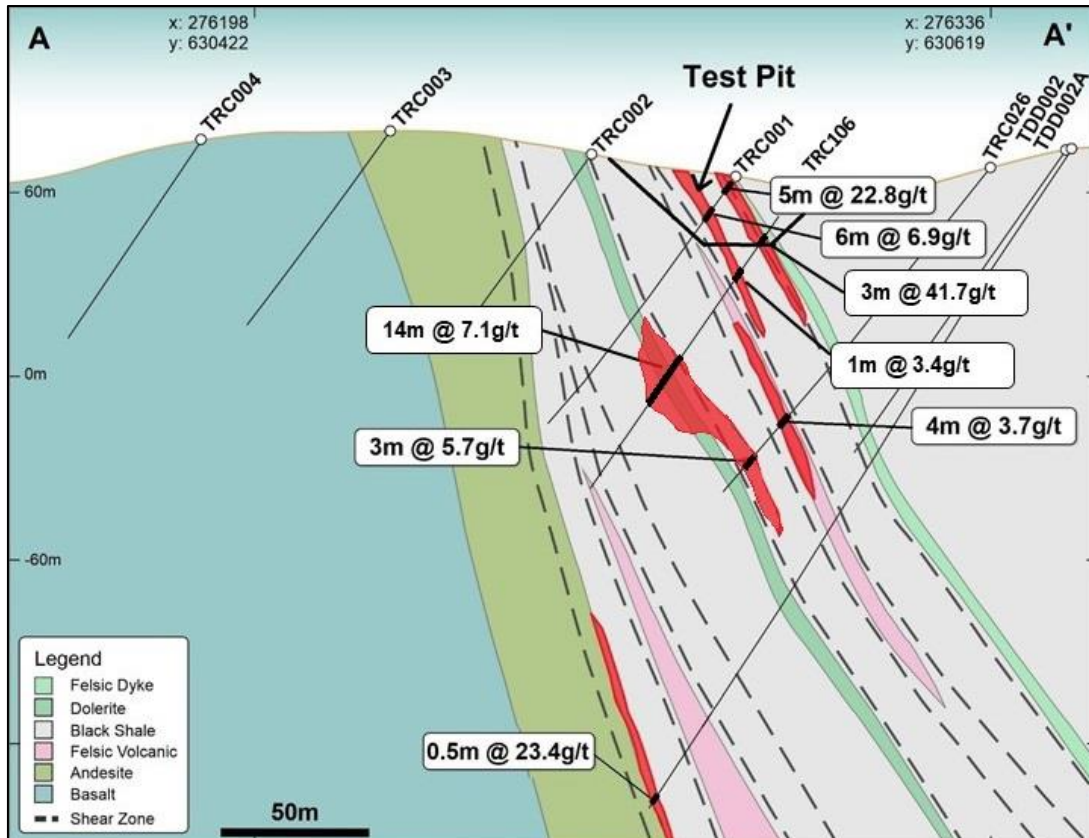 A
x: 276198
y: 630422
x: 276336
y: 630619
A'
TRC004
TRC003
TRC002
Test Pit
TRC001
TRC106
TRC026
TDD002
TDD002A
60m
0m
-60m
5m @ 22.8g/t
6m @ 6.9g/t
3m @ 41.7g/t
14m @ 7.1g/t
1m @ 3.4g/t
4m @ 3.7g/t
3m @ 5.7g/t
0.5m @ 23.4g/t
Legend
Felsic Dyke
Dolerite
Black Shale
Felsic Volcanic
Andesite
Basalt
Shear Zone
50m